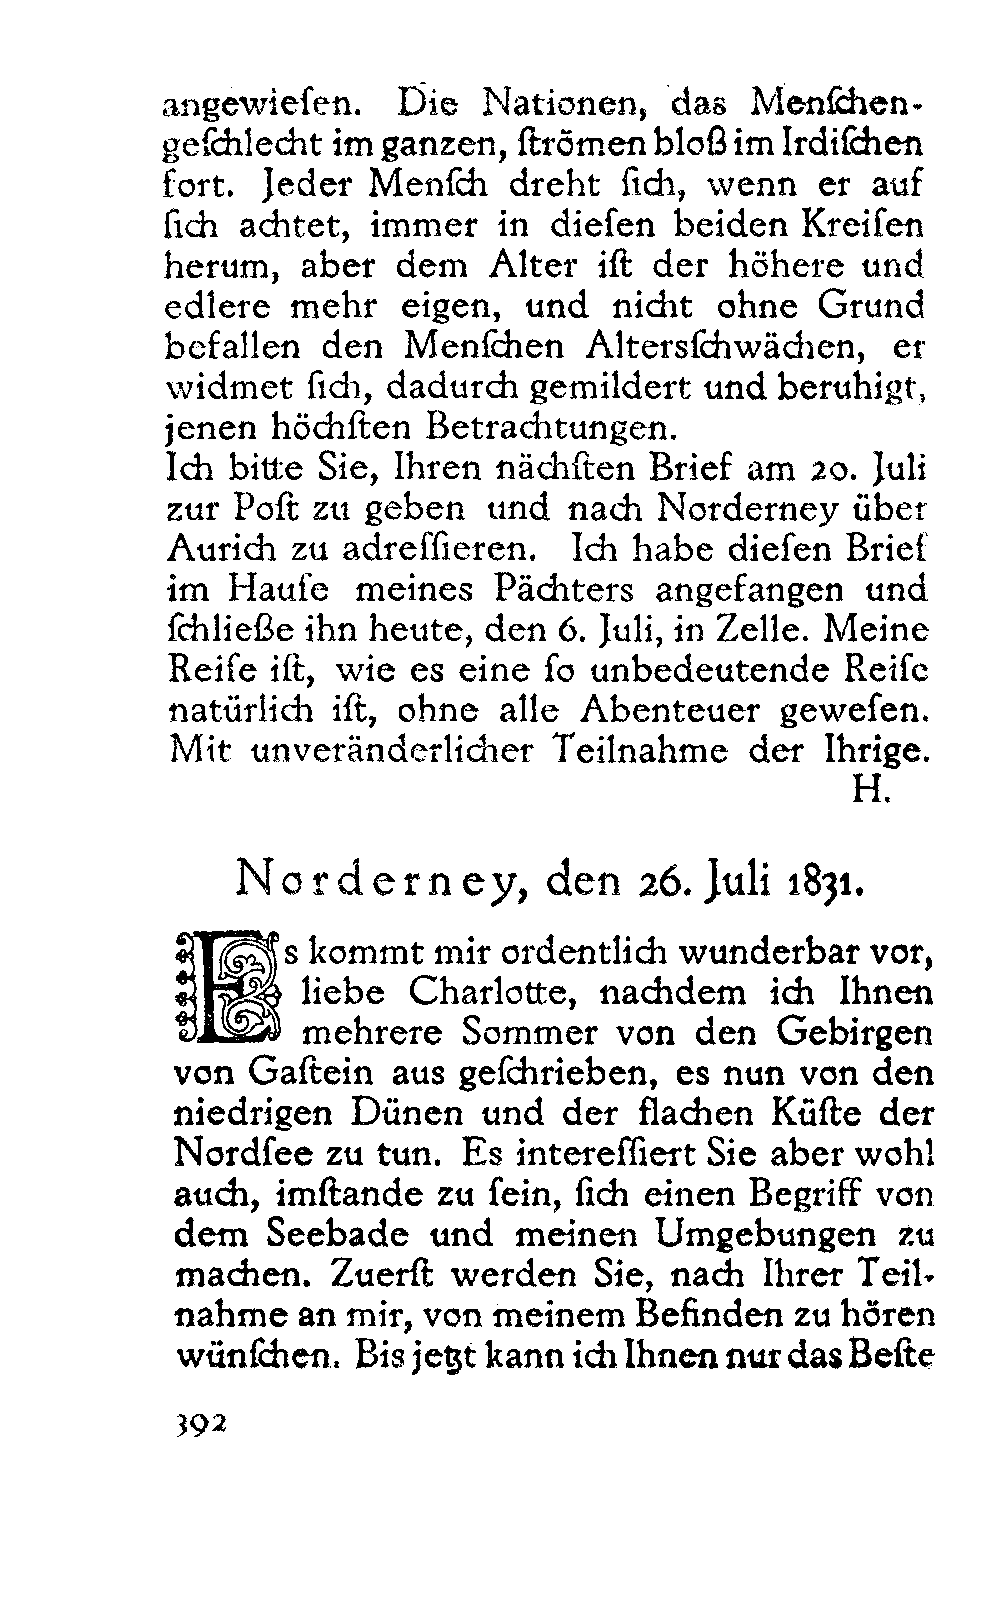 angewieſen. Die Nationen, das Menſchen-
geſchlecht im ganzen, ſtrömen bloß im Irdiſchen
fort. Jeder Menſch dreht ſich, wenn er auf
ſich achtet, immer in dieſen beiden Kreiſen
herum, aber dem Alter iſt der höhere und
edlere mehr eigen, und nicht ohne Grund
befallen den Menſchen Altersſchwächen, er
widmet ſich, dadurch gemildert und beruhigt,
jenen höchſten Betrachtungen.
Ich bitte Sie, Ihren nächſten Brief am 20. Juli
zur Poſt zu geben und nach Norderney über
Aurich zu adreſſieren. Ich habe dieſen Brief
im Hauſe meines Pächters angefangen und
ſchließe ihn heute, den 6. Juli, in Zelle. Meine
Reiſe iſt, wie es eine ſo unbedeutende Reiſe
natürlich iſt, ohne alle Abenteuer geweſen.
Mit unveränderlicher Teilnahme der Ihrige.
H.
Norderney, den 26. Juli 1831.
Es kommt mir ordentlich wunderbar vor,
liebe Charlotte, nachdem ich Ihnen
mehrere Sommer von den Gebirgen
von Gaſtein aus geſchrieben, es nun von den
niedrigen Dünen und der flachen Küſte der
Nordſee zu tun. Es intereſſiert Sie aber wohl
auch, imſtande zu ſein, ſich einen Begriff von
dem Seebade und meinen Umgebungen zu
machen. Zuerſt werden Sie, nach Ihrer Teil-
nahme an mir, von meinem Befinden zu hören
wünſchen. Bis jetzt kann ich Ihnen nur das Beſte
392